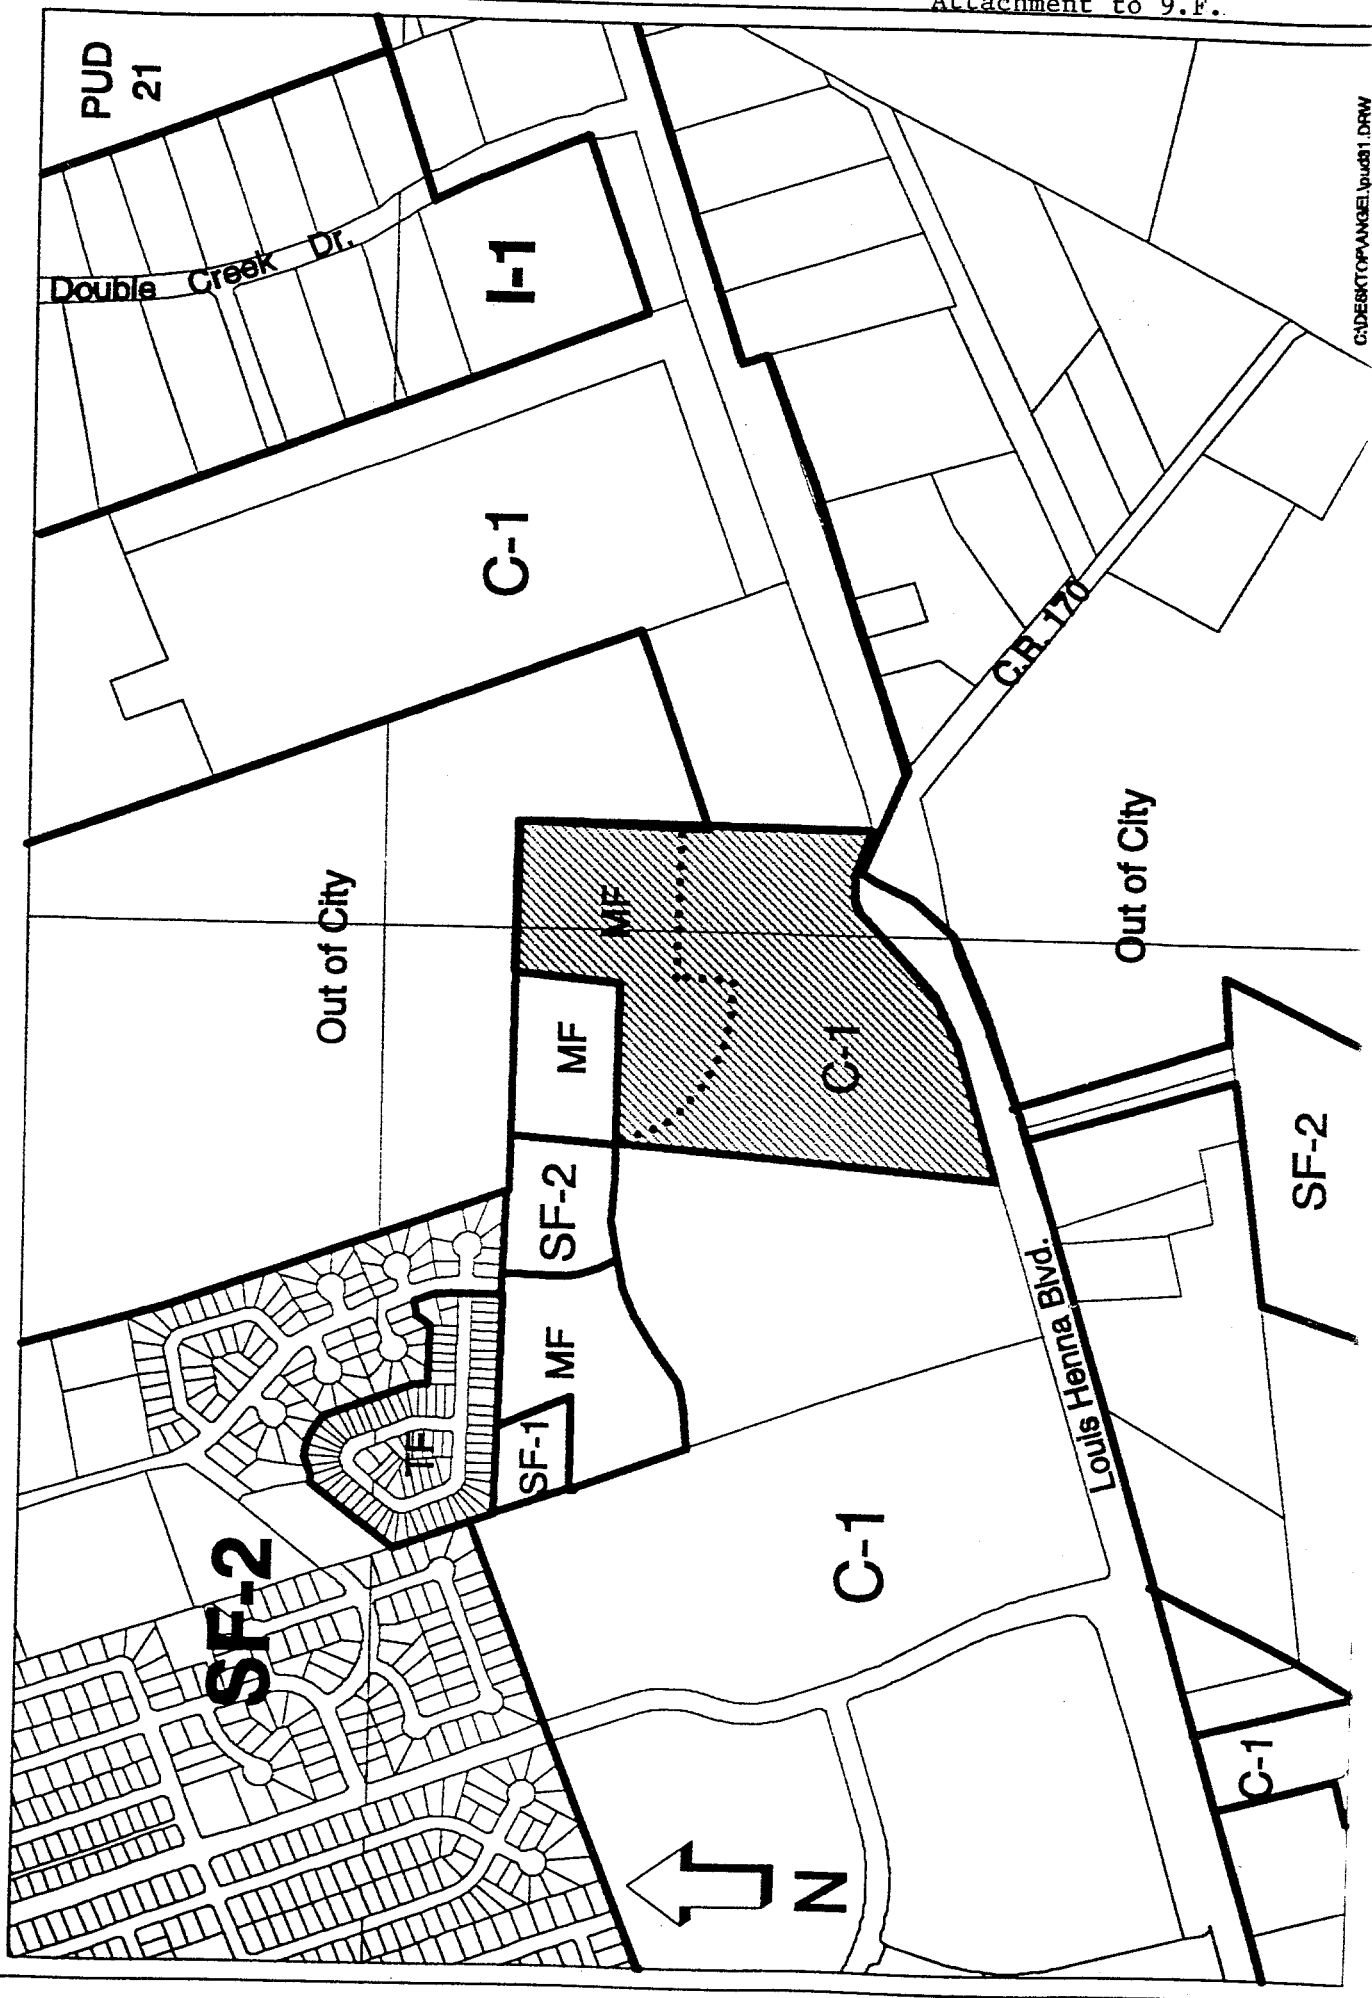 Attachment to 9.F.
PUD
21
Double Creek Dr.
I-1
C-1
C.R. 170
Out of City
Out of City
MF
C-1
MF
SF-2
MF
SF-1
TF
SF-2
SF-2
Louis Henna Blvd.
C-1
C-1
N
C:\DESKTOP\ANGEL\pud31.DRW